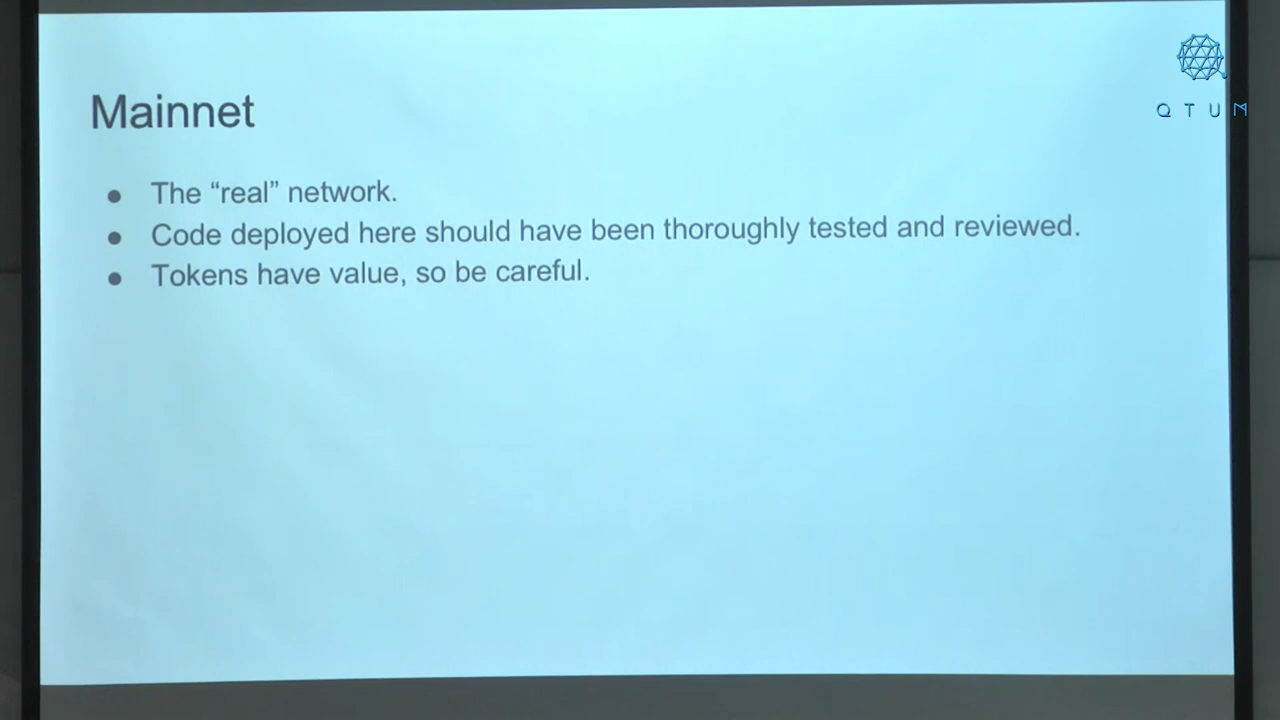 QTUM
Mainnet
● The “real” network.
● Code deployed here should have been thoroughly tested and reviewed.
● Tokens have value, so be careful.